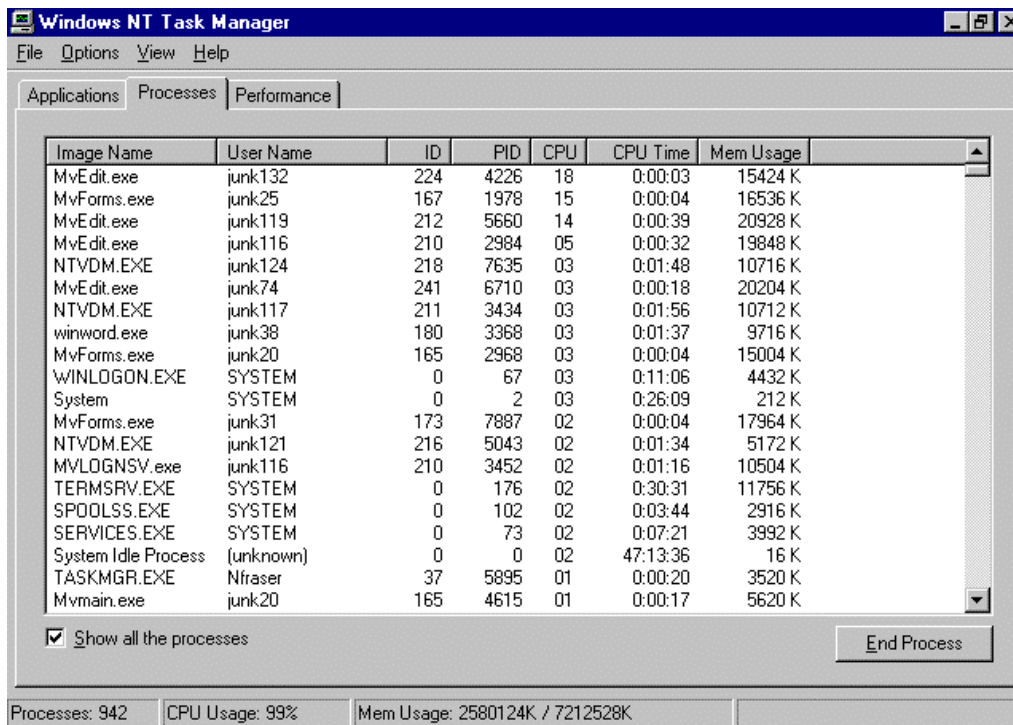 Windows NT Task Manager
File Options View Help
Applications Processes Performance
Image Name User Name ID PID CPU CPU Time Mem Usage
MvEdit.exe junk132 224 4226 18 0:00:03 15424 K
MvForms.exe junk25 167 1978 15 0:00:04 16536 K
MvEdit.exe junk119 212 5660 14 0:00:39 20928 K
MvEdit.exe junk116 210 2984 05 0:00:32 19848 K
NTVDM.EXE junk124 218 7635 03 0:01:48 10716 K
MvEdit.exe junk74 241 6710 03 0:00:18 20204 K
NTVDM.EXE junk117 211 3434 03 0:01:56 10712 K
winword.exe junk38 180 3368 03 0:01:37 9716 K
MvForms.exe junk20 165 2968 03 0:00:04 15004 K
WINLOGON.EXE SYSTEM 0 67 03 0:11:06 4432 K
System SYSTEM 0 2 03 0:26:09 212 K
MvForms.exe junk31 173 7887 02 0:00:04 17964 K
NTVDM.EXE junk121 216 5043 02 0:01:34 5172 K
MVLOGNSV.exe junk116 210 3452 02 0:01:16 10504 K
TERMSRV.EXE SYSTEM 0 176 02 0:30:31 11756 K
SPOOLSS.EXE SYSTEM 0 102 02 0:03:44 2916 K
SERVICES.EXE SYSTEM 0 73 02 0:07:21 3992 K
System Idle Process (unknown) 0 0 02 47:13:36 16 K
TASKMGR.EXE Nfraser 37 5895 01 0:00:20 3520 K
Mvmain.exe junk20 165 4615 01 0:00:17 5620 K
Show all the processes
End Process
Processes: 942 CPU Usage: 99% Mem Usage: 2580124K / 7212528K